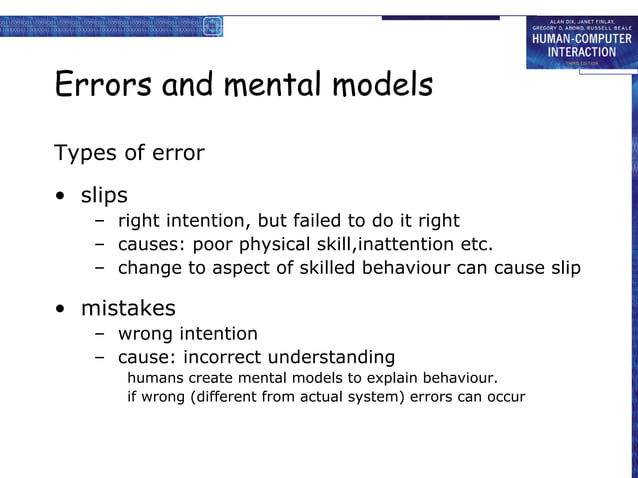 ALAN DIX, JANET FINLAY,
GREGORY D. ABOWD, RUSSELL BEALE
HUMAN-COMPUTER
INTERACTION
THIRD EDITION
Errors and mental models
Types of error
• slips
– right intention, but failed to do it right
– causes: poor physical skill,inattention etc.
– change to aspect of skilled behaviour can cause slip
• mistakes
– wrong intention
– cause: incorrect understanding
humans create mental models to explain behaviour.
if wrong (different from actual system) errors can occur